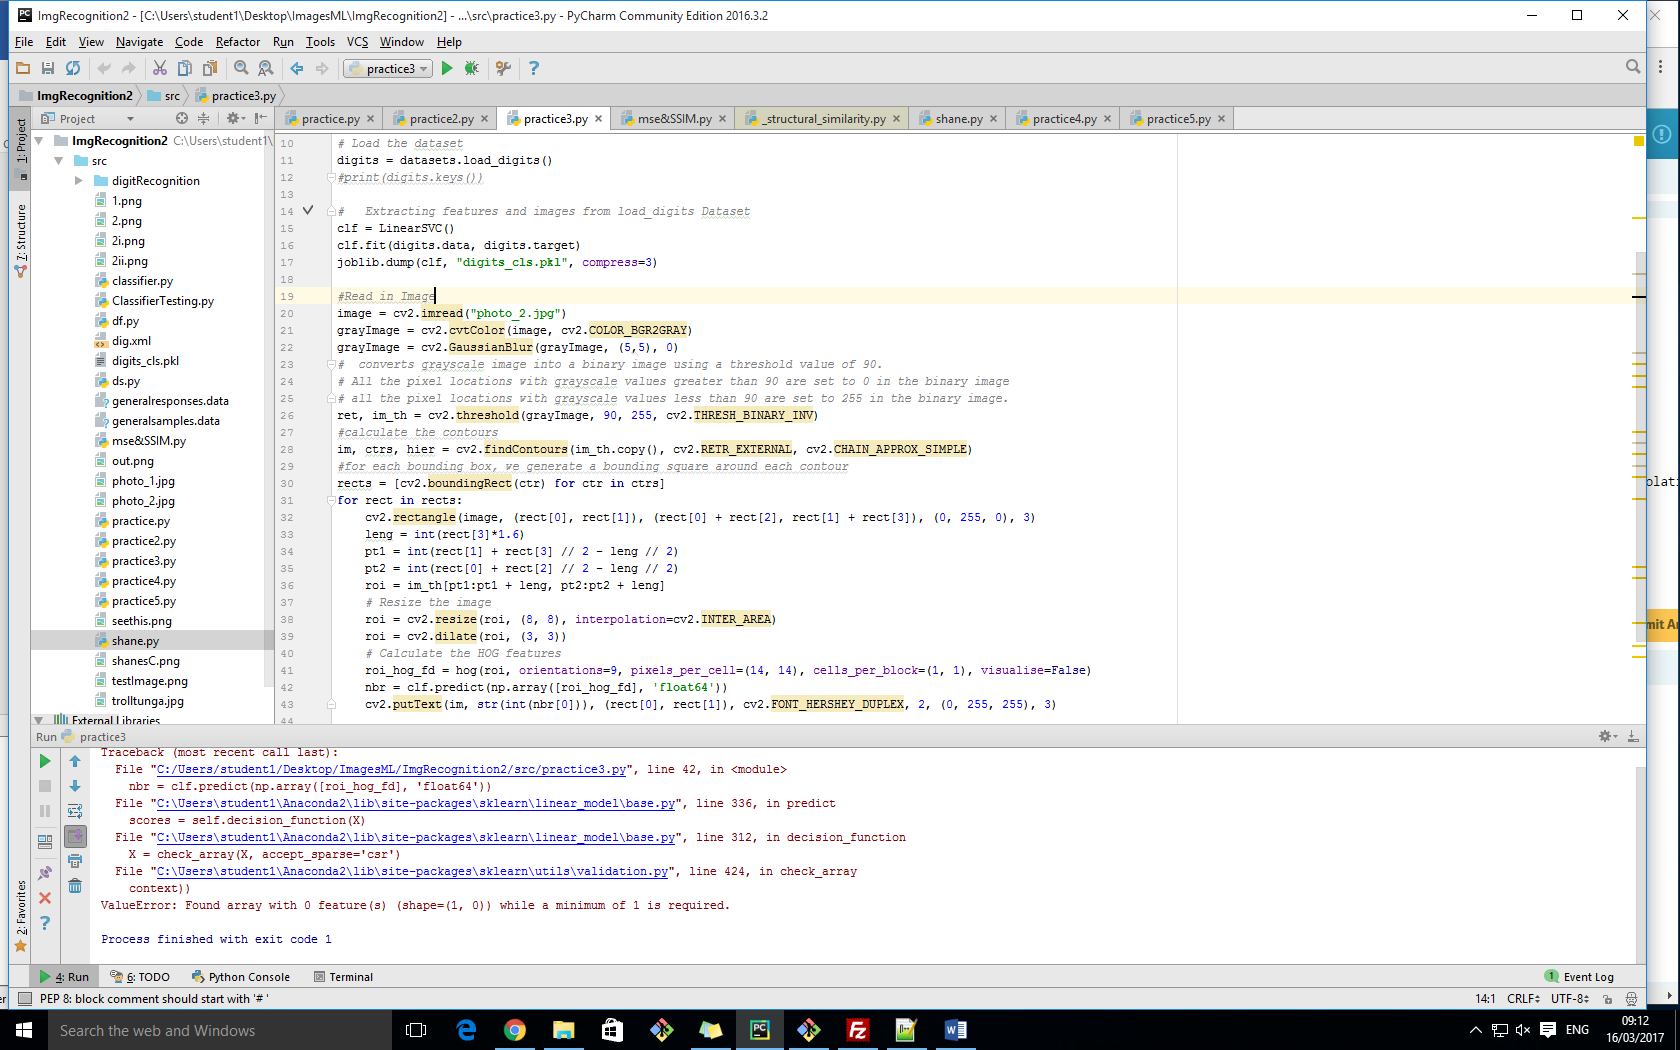 ImgRecognition2 - [C:\Users\student1\Desktop\ImagesML\ImgRecognition2] - ...\src\practice3.py - PyCharm Community Edition 2016.3.2
File Edit View Navigate Code Refactor Run Tools VCS Window Help
practice3
ImgRecognition2 src practice3.py
Project practice.py practice2.py practice3.py mse&SSIM.py _structural_similarity.py shane.py practice4.py practice5.py
1: Project
7: Structure
2: Favorites
ImgRecognition2 C:\Users\student1\
src
digitRecognition
1.png
2.png
2i.png
2ii.png
classifier.py
ClassifierTesting.py
df.py
dig.xml
digits_cls.pkl
ds.py
generalresponses.data
generalsamples.data
mse&SSIM.py
out.png
photo_1.jpg
photo_2.jpg
practice.py
practice2.py
practice3.py
practice4.py
practice5.py
seethis.png
shane.py
shanesC.png
testImage.png
trolltunga.jpg
External Libraries
10 # Load the dataset
11 digits = datasets.load_digits()
12 #print(digits.keys())
13
14 #   Extracting features and images from load_digits Dataset
15 clf = LinearSVC()
16 clf.fit(digits.data, digits.target)
17 joblib.dump(clf, "digits_cls.pkl", compress=3)
18
19 #Read in Image
20 image = cv2.imread("photo_2.jpg")
21 grayImage = cv2.cvtColor(image, cv2.COLOR_BGR2GRAY)
22 grayImage = cv2.GaussianBlur(grayImage, (5,5), 0)
23 #  converts grayscale image into a binary image using a threshold value of 90.
24 # All the pixel locations with grayscale values greater than 90 are set to 0 in the binary image
25 # all the pixel locations with grayscale values less than 90 are set to 255 in the binary image.
26 ret, im_th = cv2.threshold(grayImage, 90, 255, cv2.THRESH_BINARY_INV)
27 #calculate the contours
28 im, ctrs, hier = cv2.findContours(im_th.copy(), cv2.RETR_EXTERNAL, cv2.CHAIN_APPROX_SIMPLE)
29 #for each bounding box, we generate a bounding square around each contour
30 rects = [cv2.boundingRect(ctr) for ctr in ctrs]
31 for rect in rects:
32     cv2.rectangle(image, (rect[0], rect[1]), (rect[0] + rect[2], rect[1] + rect[3]), (0, 255, 0), 3)
33     leng = int(rect[3]*1.6)
34     pt1 = int(rect[1] + rect[3] // 2 - leng // 2)
35     pt2 = int(rect[0] + rect[2] // 2 - leng // 2)
36     roi = im_th[pt1:pt1 + leng, pt2:pt2 + leng]
37     # Resize the image
38     roi = cv2.resize(roi, (8, 8), interpolation=cv2.INTER_AREA)
39     roi = cv2.dilate(roi, (3, 3))
40     # Calculate the HOG features
41     roi_hog_fd = hog(roi, orientations=9, pixels_per_cell=(14, 14), cells_per_block=(1, 1), visualise=False)
42     nbr = clf.predict(np.array([roi_hog_fd], 'float64'))
43     cv2.putText(im, str(int(nbr[0])), (rect[0], rect[1]), cv2.FONT_HERSHEY_DUPLEX, 2, (0, 255, 255), 3)
44
Run practice3
Traceback (most recent call last):
File "C:/Users/student1/Desktop/ImagesML/ImgRecognition2/src/practice3.py", line 42, in <module>
nbr = clf.predict(np.array([roi_hog_fd], 'float64'))
File "C:\Users\student1\Anaconda2\lib\site-packages\sklearn\linear_model\base.py", line 336, in predict
scores = self.decision_function(X)
File "C:\Users\student1\Anaconda2\lib\site-packages\sklearn\linear_model\base.py", line 312, in decision_function
X = check_array(X, accept_sparse='csr')
File "C:\Users\student1\Anaconda2\lib\site-packages\sklearn\utils\validation.py", line 424, in check_array
context))
ValueError: Found array with 0 feature(s) (shape=(1, 0)) while a minimum of 1 is required.
Process finished with exit code 1
4: Run 6: TODO Python Console Terminal 1 Event Log
PEP 8: block comment should start with '# ' 14:1 CRLF UTF-8
Search the web and Windows ENG 09:12
16/03/2017